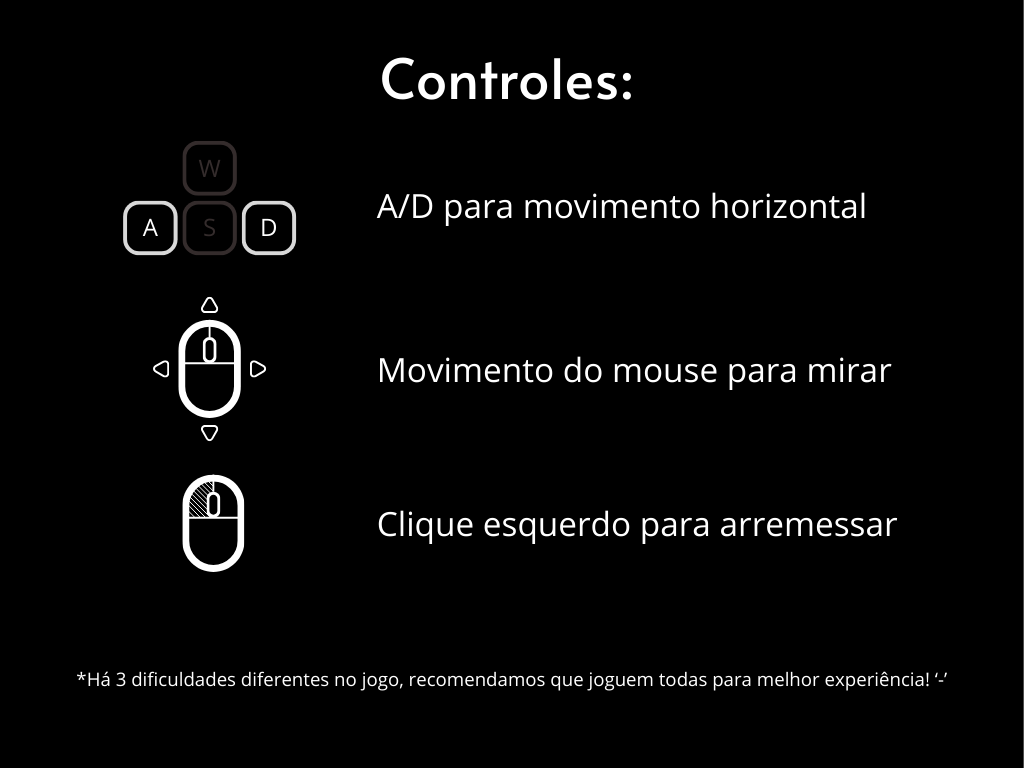 Controles:
W
A S D
A/D para movimento horizontal
Movimento do mouse para mirar
Clique esquerdo para arremessar
*Há 3 dificuldades diferentes no jogo, recomendamos que joguem todas para melhor experiência! ‘-’